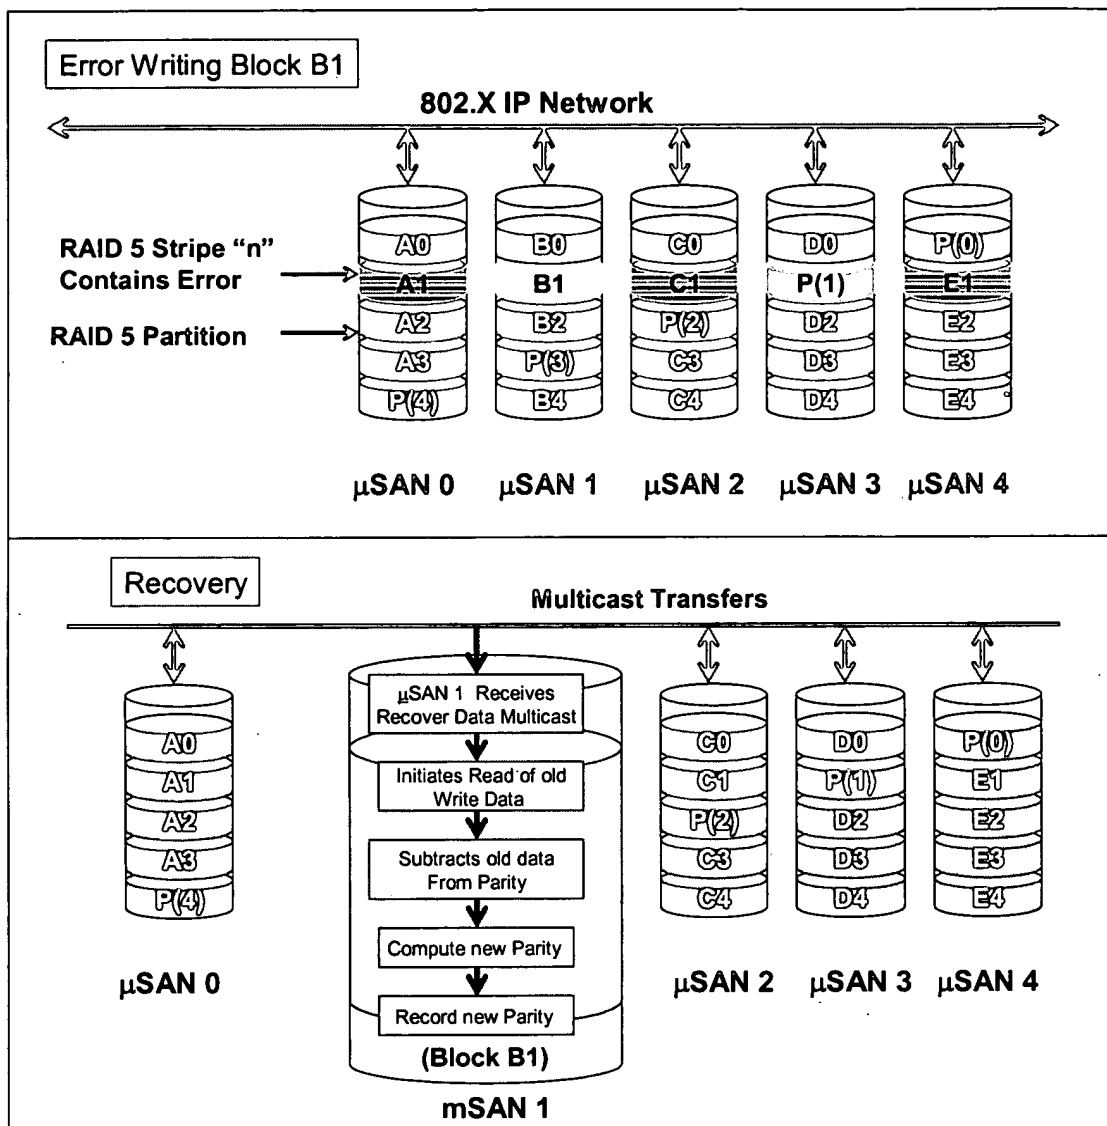 Error Writing Block B1
802.X IP Network
RAID 5 Stripe “n”
Contains Error
RAID 5 Partition
A0 B0 C0 D0 P(0)
A1 B1 C1 P(1) E1
A2 B2 P(2) D2 E2
A3 P(3) C3 D3 E3
P(4) B4 C4 D4 E4
μSAN 0 μSAN 1 μSAN 2 μSAN 3 μSAN 4
Recovery
Multicast Transfers
μSAN 1 Receives
Recover Data Multicast
Initiates Read of old
Write Data
Subtracts old data
From Parity
Compute new Parity
Record new Parity
(Block B1)
mSAN 1
A0 C0 D0 P(0)
A1 C1 P(1) E1
A2 P(2) D2 E2
A3 C3 D3 E3
P(4) C4 D4 E4
μSAN 0 μSAN 2 μSAN 3 μSAN 4